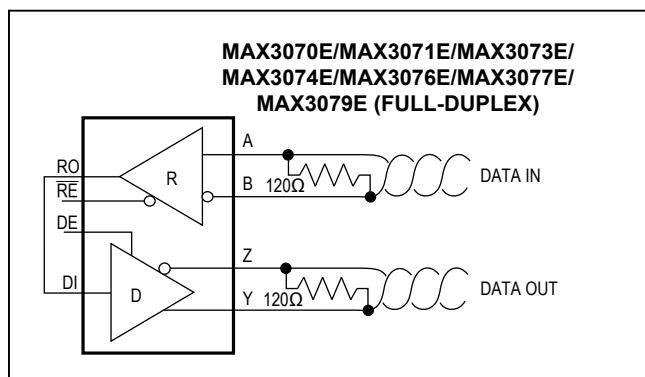 MAX3070E/MAX3071E/MAX3073E/
MAX3074E/MAX3076E/MAX3077E/
MAX3079E (FULL-DUPLEX)
A
RO
R
120Ω
DATA IN
RE
B
DE
Z
DI
D
120Ω
DATA OUT
Y